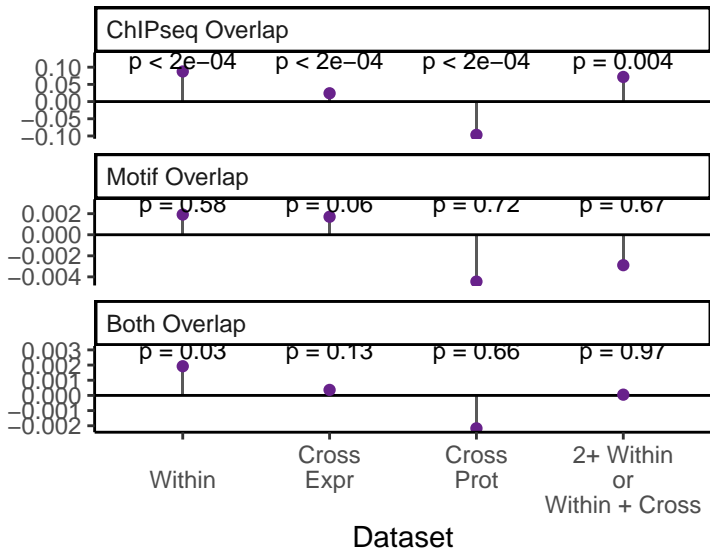 ChIPseq Overlap
p < 2e−04 p < 2e−04 p < 2e−04 p = 0.004
0.10
0.05
0.00
−0.05
−0.10
Motif Overlap
p = 0.58 p = 0.06 p = 0.72 p = 0.67
0.002
0.000
−0.002
−0.004
Both Overlap
p = 0.03 p = 0.13 p = 0.66 p = 0.97
0.003
0.002
0.001
0.000
−0.001
−0.002
Within
Cross
Expr
Cross
Prot
2+ Within
or
Within + Cross
Dataset